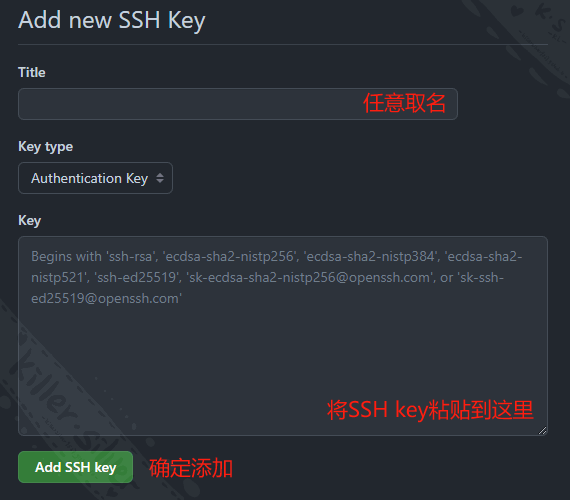 Add new SSH Key
Title
任意取名
Key type
Authentication Key
Key
Begins with 'ssh-rsa', 'ecdsa-sha2-nistp256', 'ecdsa-sha2-nistp384', 'ecdsa-sha2-
nistp521', 'ssh-ed25519', 'sk-ecdsa-sha2-nistp256@openssh.com', or 'sk-ssh-
ed25519@openssh.com'
将SSH key粘贴到这里
Add SSH key 确定添加